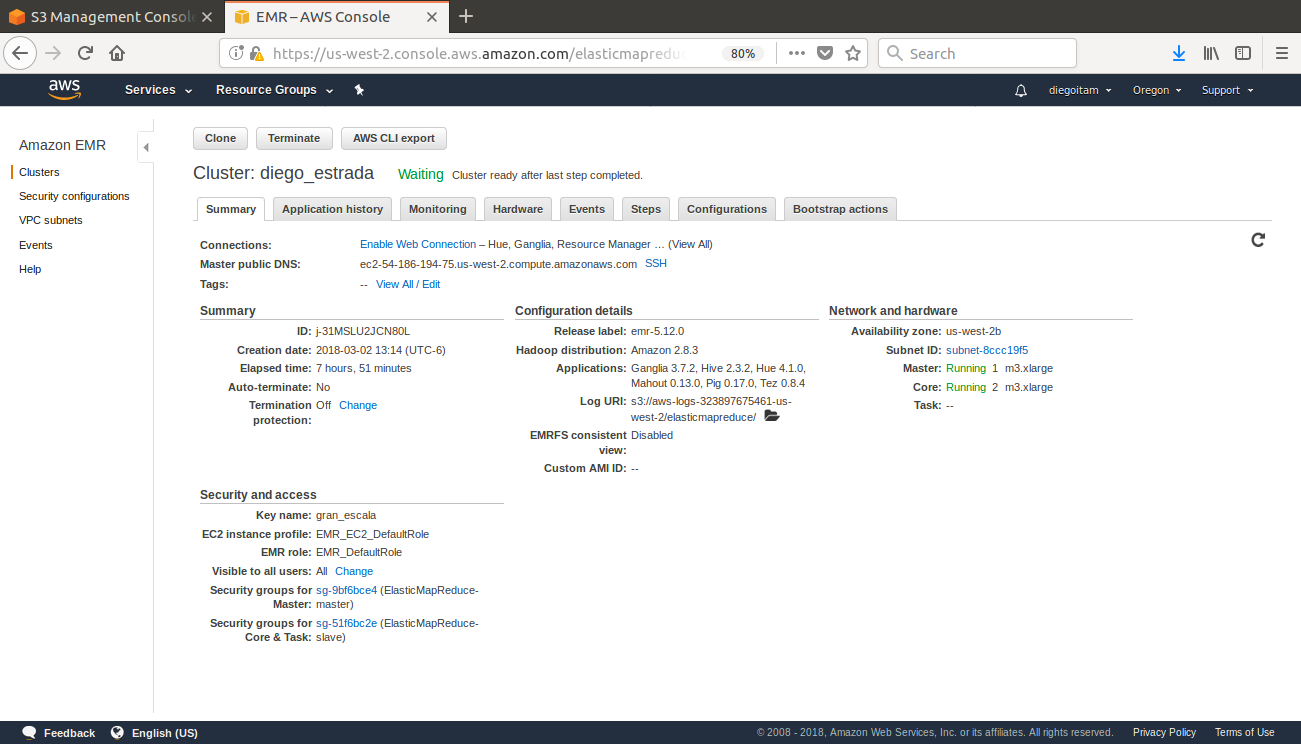 S3 Management Conso
EMR – AWS Console
https://us-west-2.console.aws.amazon.com/elasticmapredu
80%
Search
aws
Services
Resource Groups
diegoitam
Oregon
Support
Amazon EMR
Clusters
Security configurations
VPC subnets
Events
Help
Clone
Terminate
AWS CLI export
Cluster: diego_estrada Waiting Cluster ready after last step completed.
Summary
Application history
Monitoring
Hardware
Events
Steps
Configurations
Bootstrap actions
Connections: Enable Web Connection – Hue, Ganglia, Resource Manager … (View All)
Master public DNS: ec2-54-186-194-75.us-west-2.compute.amazonaws.com SSH
Tags: -- View All / Edit
Summary
ID: j-31MSLU2JCN80L
Creation date: 2018-03-02 13:14 (UTC-6)
Elapsed time: 7 hours, 51 minutes
Auto-terminate: No
Termination Off Change
protection:
Configuration details
Release label: emr-5.12.0
Hadoop distribution: Amazon 2.8.3
Applications: Ganglia 3.7.2, Hive 2.3.2, Hue 4.1.0,
Mahout 0.13.0, Pig 0.17.0, Tez 0.8.4
Log URI: s3://aws-logs-323897675461-us-
west-2/elasticmapreduce/
EMRFS consistent Disabled
view:
Custom AMI ID: --
Network and hardware
Availability zone: us-west-2b
Subnet ID: subnet-8ccc19f5
Master: Running 1 m3.xlarge
Core: Running 2 m3.xlarge
Task: --
Security and access
Key name: gran_escala
EC2 instance profile: EMR_EC2_DefaultRole
EMR role: EMR_DefaultRole
Visible to all users: All Change
Security groups for sg-9bf6bce4 (ElasticMapReduce-
Master: master)
Security groups for sg-51f6bc2e (ElasticMapReduce-
Core & Task: slave)
Feedback
English (US)
© 2008 - 2018, Amazon Web Services, Inc. or its affiliates. All rights reserved.
Privacy Policy
Terms of Use